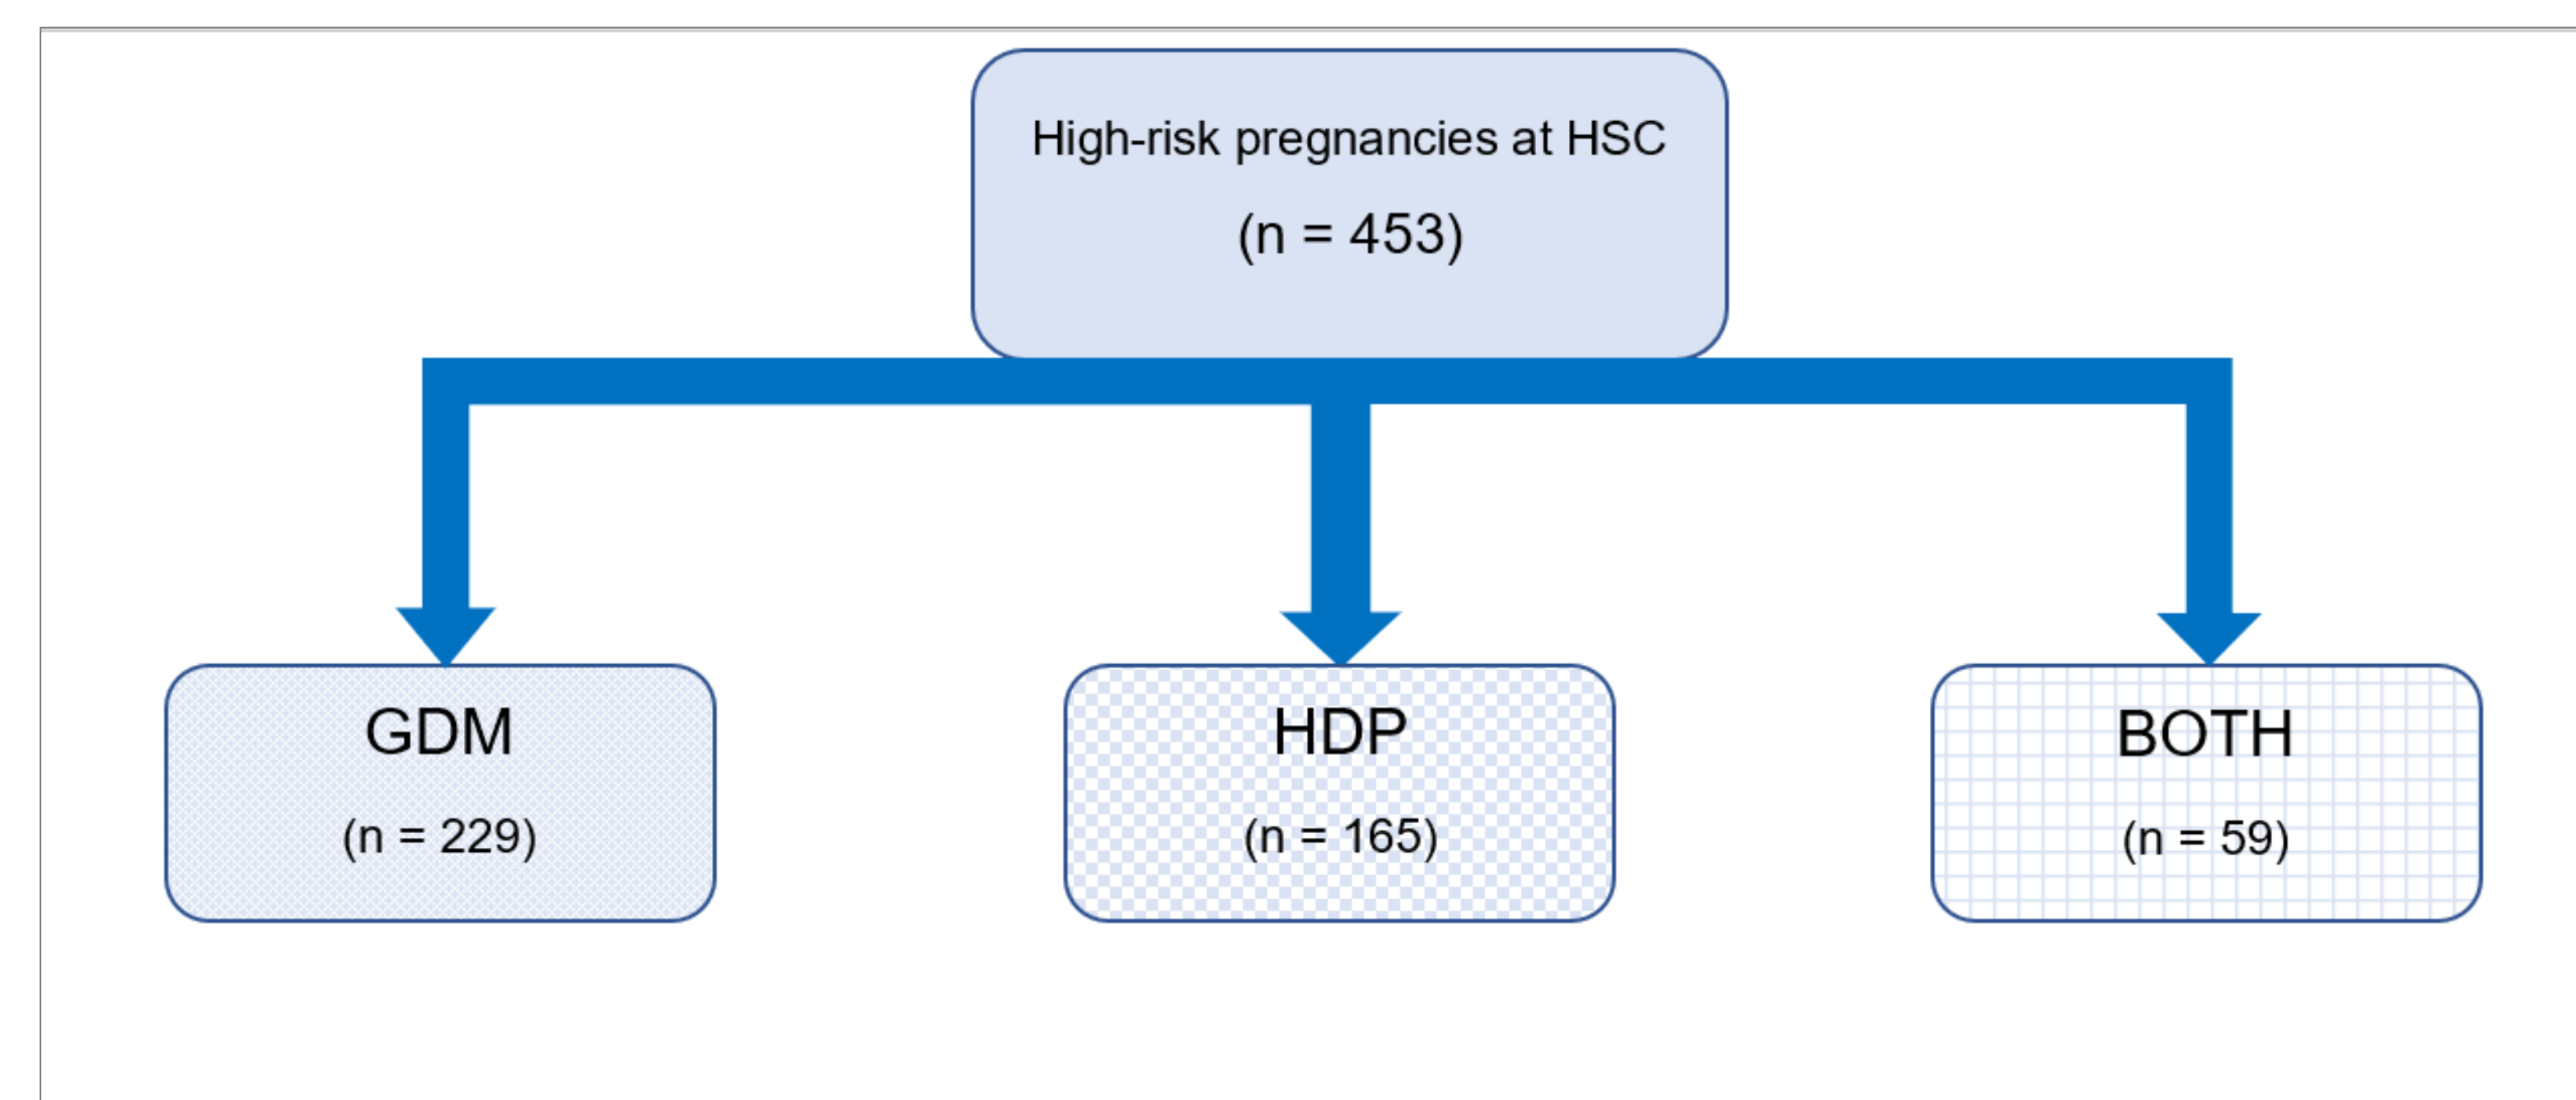 High-risk pregnancies at HSC
(n = 453)
GDM
(n = 229)
HDP
(n = 165)
BOTH
(n = 59)